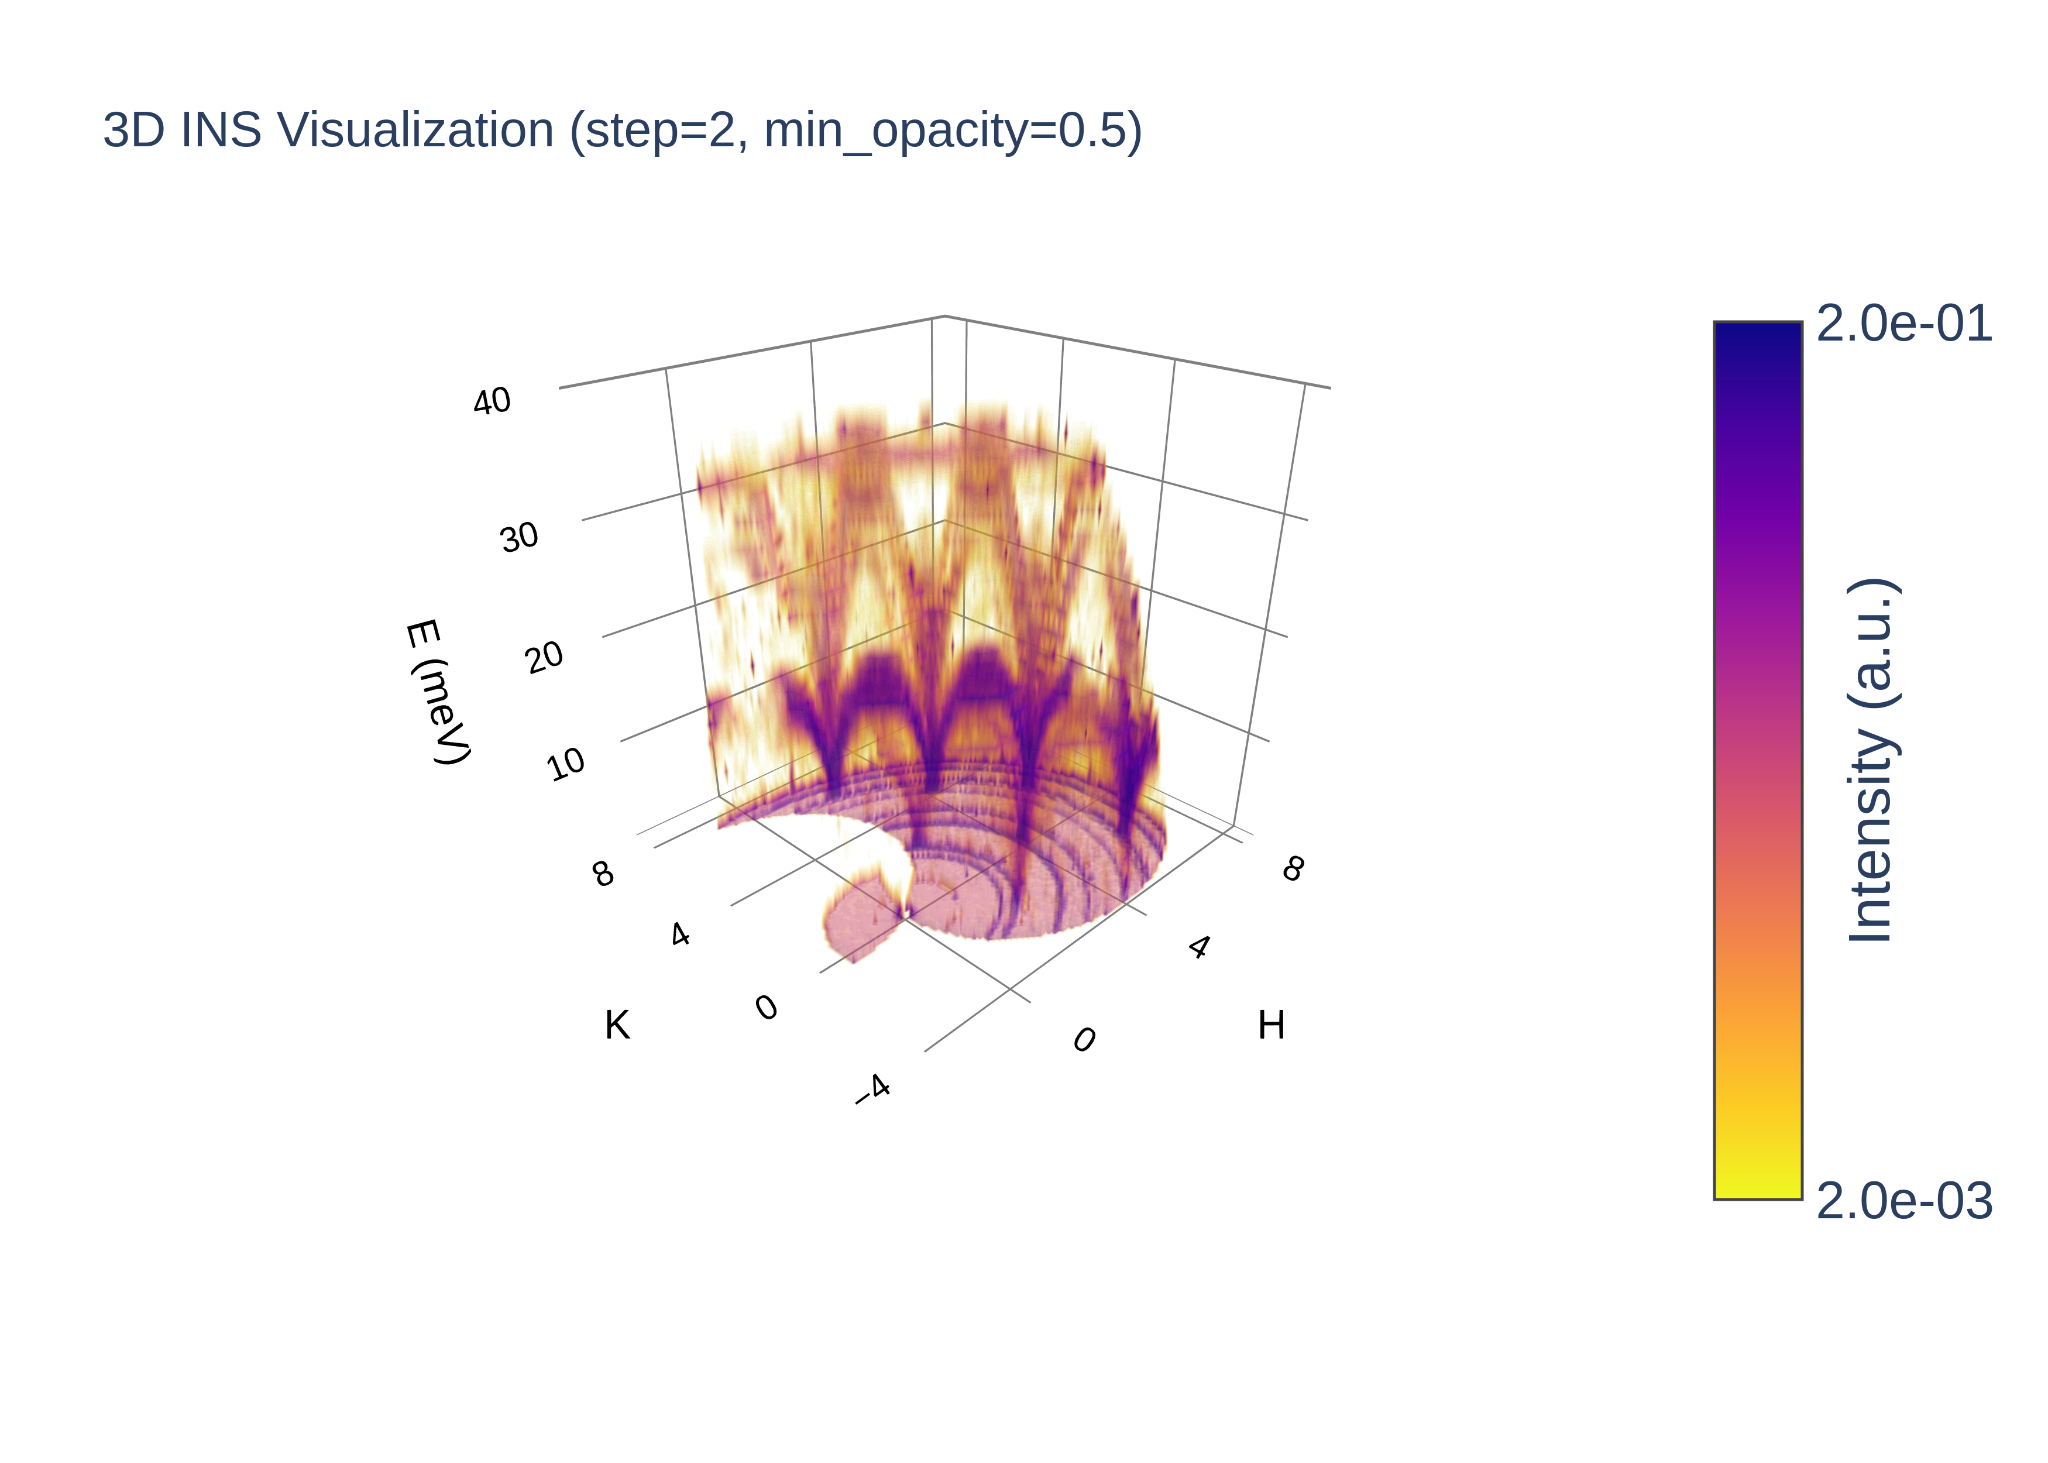 3D INS Visualization (step=2, min_opacity=0.5)
2.0e-01
40
30
20
10
E (meV)
Intensity (a.u.)
8
4
0
−4
K
8
4
0
H
2.0e-03